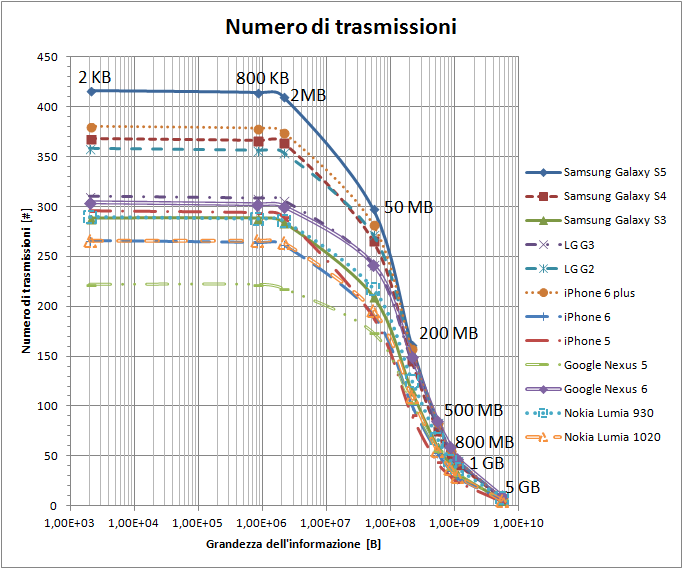 Numero di trasmissioni
450
400
350
300
250
200
150
100
50
0
Numero di trasmissioni [#]
2 KB
800 KB
2MB
50 MB
200 MB
500 MB
800 MB
1 GB
5 GB
1,00E+03 1,00E+04 1,00E+05 1,00E+06 1,00E+07 1,00E+08 1,00E+09 1,00E+10
Grandezza dell'informazione [B]
Samsung Galaxy S5
Samsung Galaxy S4
Samsung Galaxy S3
LG G3
LG G2
iPhone 6 plus
iPhone 6
iPhone 5
Google Nexus 5
Google Nexus 6
Nokia Lumia 930
Nokia Lumia 1020